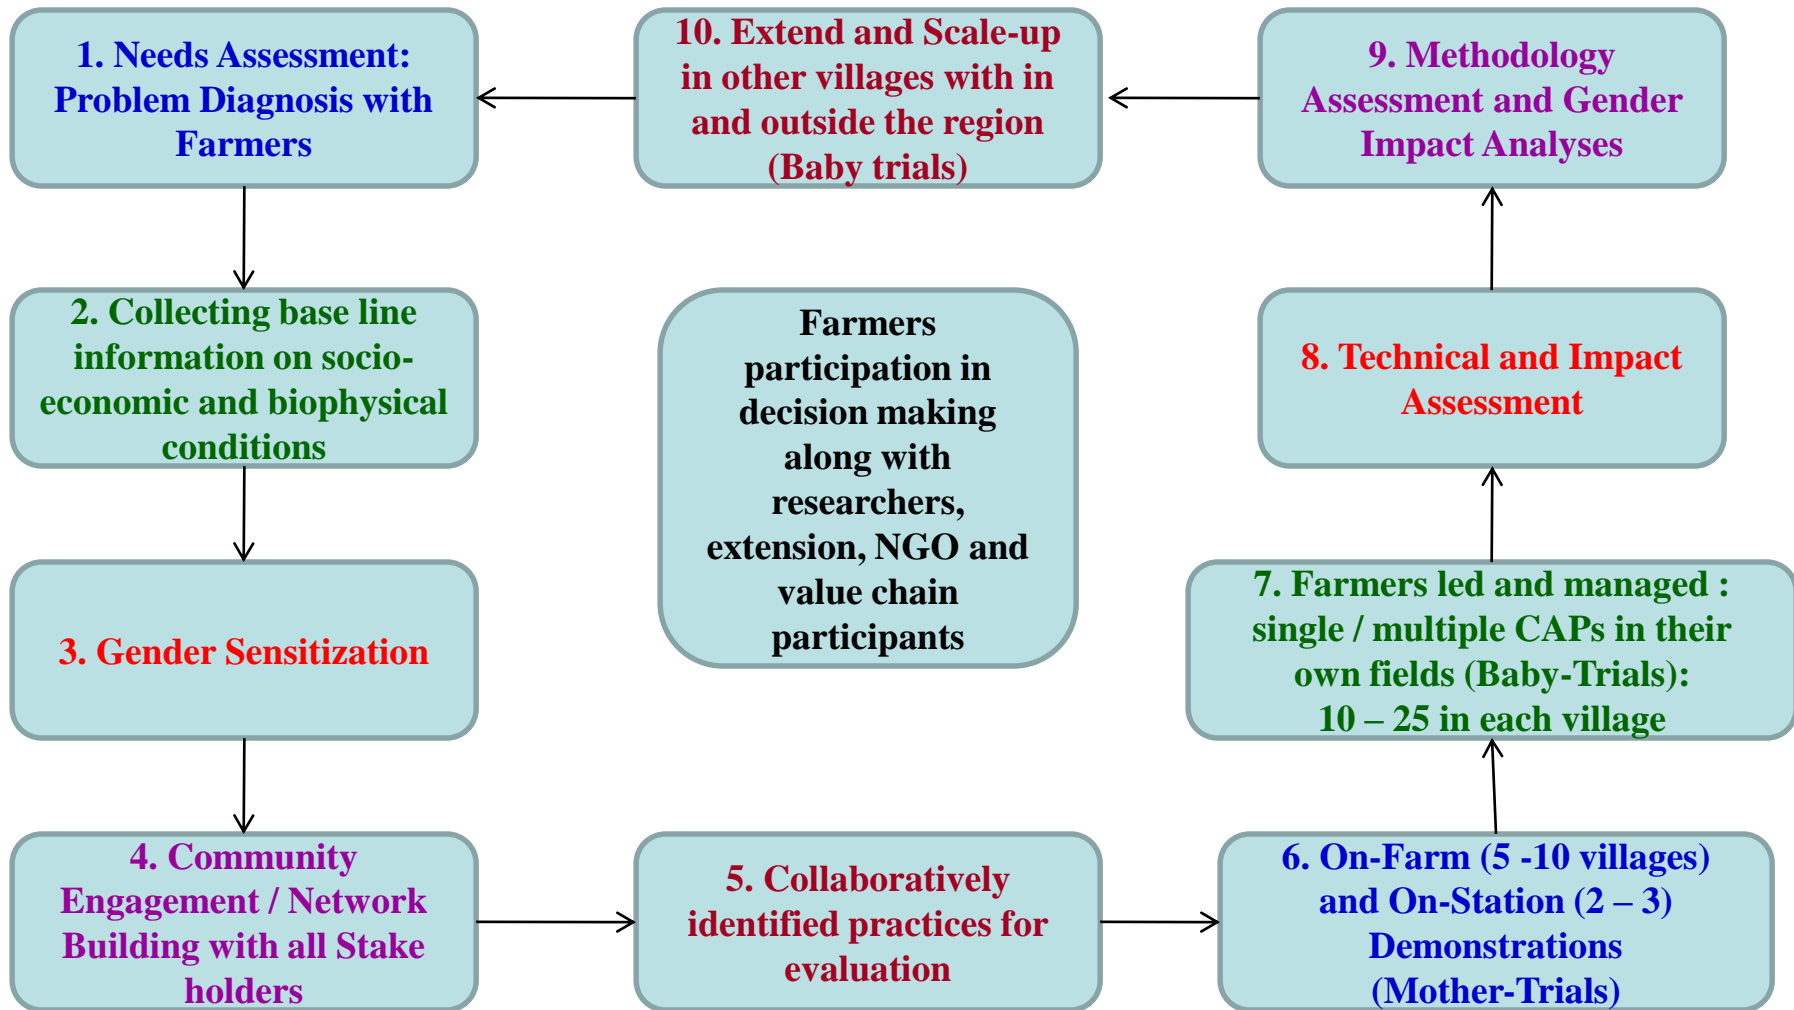 1. Needs Assessment:
Problem Diagnosis with
Farmers
10. Extend and Scale-up
in other villages with in
and outside the region
(Baby trials)
9. Methodology
Assessment and Gender
Impact Analyses
2. Collecting base line
information on socio-
economic and biophysical
conditions
Farmers
participation in
decision making
along with
researchers,
extension, NGO and
value chain
participants
8. Technical and Impact
Assessment
3. Gender Sensitization
7. Farmers led and managed :
single / multiple CAPs in their
own fields (Baby-Trials):
10 – 25 in each village
4. Community
Engagement / Network
Building with all Stake
holders
5. Collaboratively
identified practices for
evaluation
6. On-Farm (5 -10 villages)
and On-Station (2 – 3)
Demonstrations
(Mother-Trials)